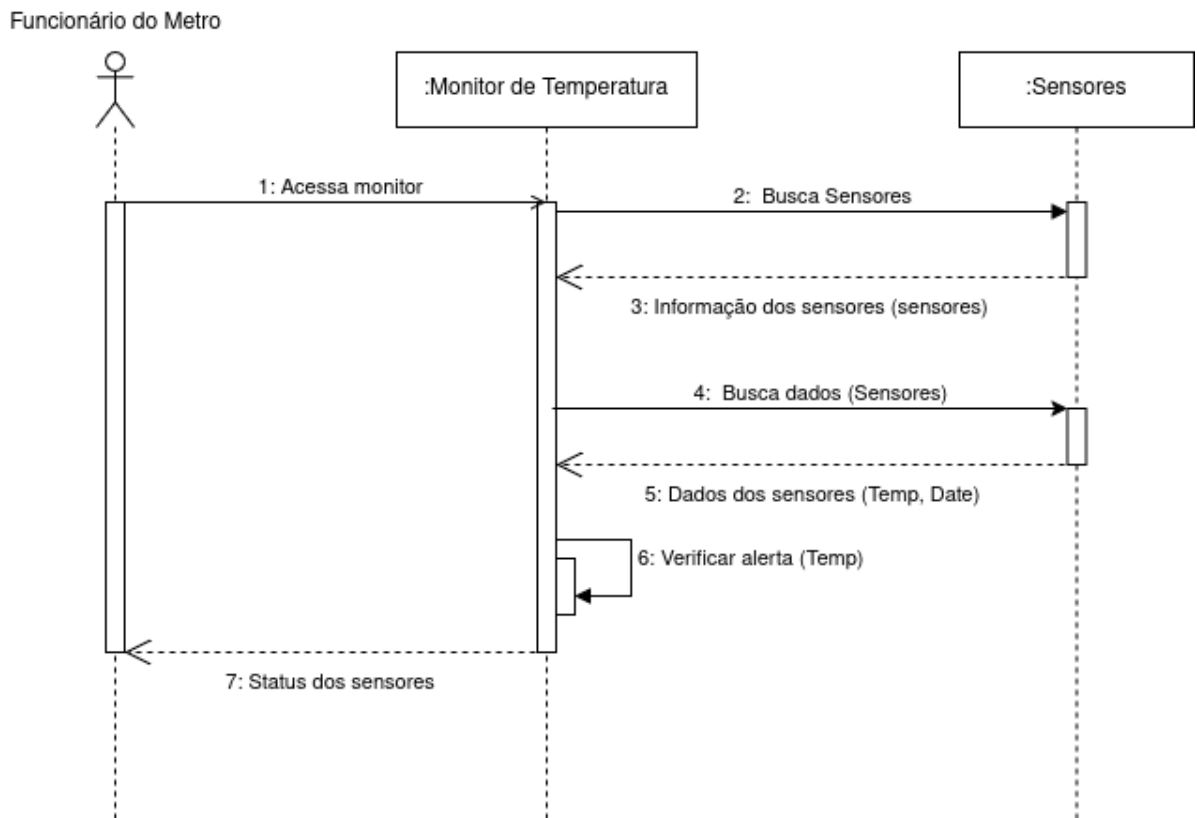 Funcionário do Metro
:Monitor de Temperatura
:Sensores
1: Acessa monitor
2: Busca Sensores
3: Informação dos sensores (sensores)
4: Busca dados (Sensores)
5: Dados dos sensores (Temp, Date)
6: Verificar alerta (Temp)
7: Status dos sensores